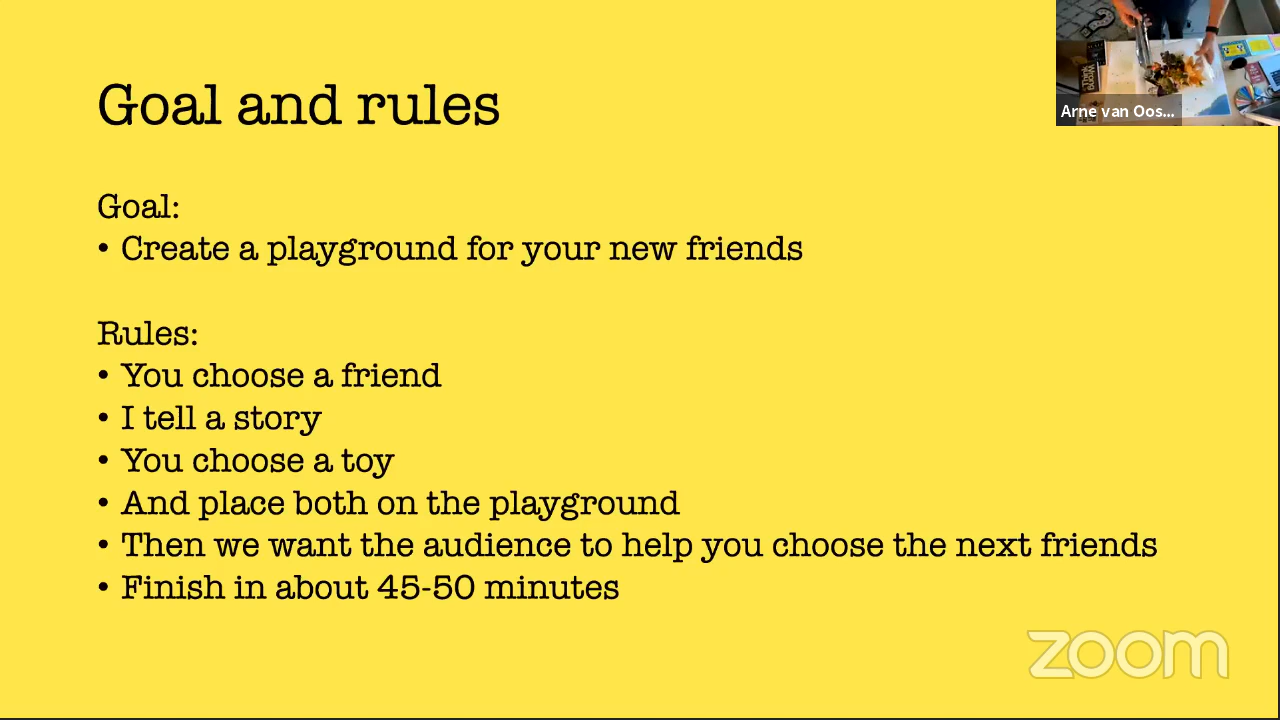 Goal and rules
Arne van Oos...
Goal:
• Create a playground for your new friends
Rules:
• You choose a friend
• I tell a story
• You choose a toy
• And place both on the playground
• Then we want the audience to help you choose the next friends
• Finish in about 45-50 minutes
zoom